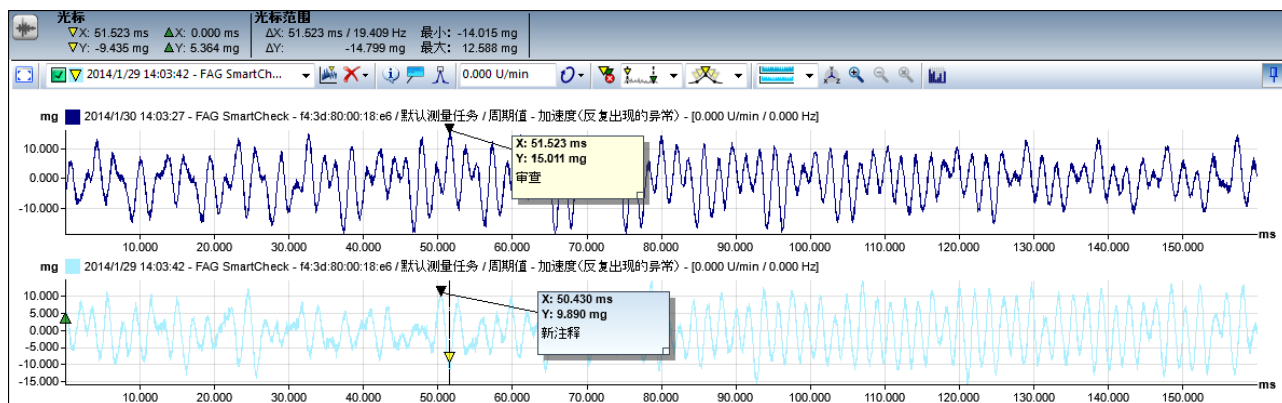 光标
▽X: 51.523 ms ▲X: 0.000 ms
▽Y: -9.435 mg ▲Y: 5.364 mg
光标范围
ΔX: 51.523 ms / 19.409 Hz 最小: -14.015 mg
ΔY: -14.799 mg 最大: 12.588 mg
2014/1/29 14:03:42 - FAG SmartCh...
0.000 U/min
mg 2014/1/30 14:03:27 - FAG SmartCheck - f4:3d:80:00:18:e6 / 默认测量任务 / 周期值 - 加速度(反复出现的异常) - [0.000 U/min / 0.000 Hz]
10.000
0.000
-10.000
X: 51.523 ms
Y: 15.011 mg
审查
10.000 20.000 30.000 40.000 50.000 60.000 70.000 80.000 90.000 100.000 110.000 120.000 130.000 140.000 150.000 ms
mg 2014/1/29 14:03:42 - FAG SmartCheck - f4:3d:80:00:18:e6 / 默认测量任务 / 周期值 - 加速度(反复出现的异常) - [0.000 U/min / 0.000 Hz]
10.000
5.000
0.000
-5.000
-10.000
-15.000
X: 50.430 ms
Y: 9.890 mg
新注释
10.000 20.000 30.000 40.000 50.000 60.000 70.000 80.000 90.000 100.000 110.000 120.000 130.000 140.000 150.000 ms